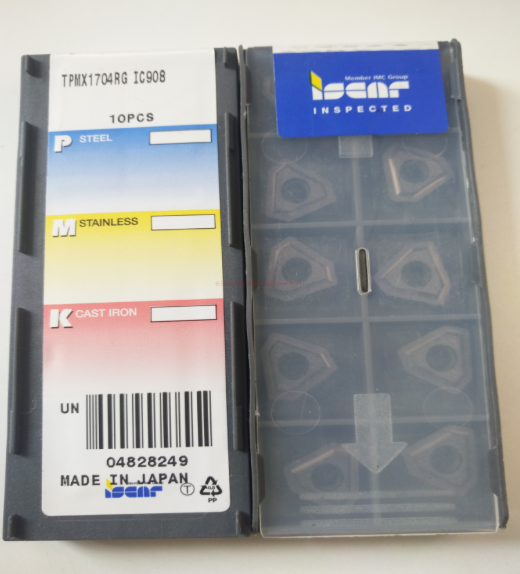 TPMX1704RG IC908
10PCS
P STEEL
M STAINLESS
K CAST IRON
UN
04828249
MADE IN JAPAN
iscar
T
PP
Member IMC Group
iscar
INSPECTED